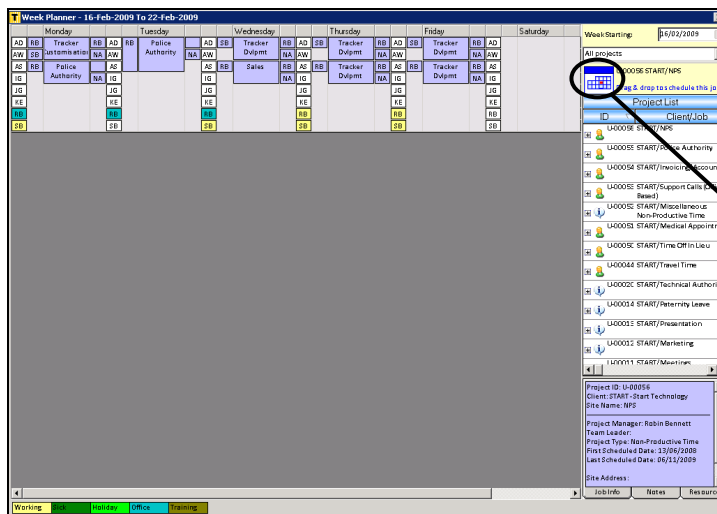 Week Planner - 16-Feb-2009 To 22-Feb-2009
Monday Tuesday Wednesday Thursday Friday Saturday
AD RB Tracker RB AD RB Police AD SB Tracker RB AD SB Tracker RB AD SB Tracker RB AD
AW SB Customisation NA AW Authority NA AW Dvlpmt NA AW Dvlpmt NA AW Dvlpmt NA AW
AS RB Police AS AS RB Sales RB AS RB Tracker RB AS RB Tracker RB AS
IG Authority NA IG IG NA IG Dvlpmt NA IG Dvlpmt NA IG
JG JG JG JG JG JG
KE KE KE KE KE KE
RB RB RB RB RB RB
SB SB SB SB SB SB
Week Starting: 16/02/2009
All projects
U-00056 START/NPS
Drag & drop to schedule this jo
Project List
ID Client/Job
U-00056 START/NPS
U-00055 START/Police Authority
U-00054 START/Invoicing/Accoun
U-00053 START/Support Calls
Based)
U-00052 START/Miscellaneous
Non-Productive Time
U-00051 START/Medical Appointm
U-00050 START/Time Off In Lieu
U-00044 START/Travel Time
U-00020 START/Technical Authori
U-00014 START/Paternity Leave
U-00013 START/Presentation
U-00012 START/Marketing
U-00011 START/Meetings
Project ID: U-00056
Client: START - Start Technology
Site Name: NPS
Project Manager: Robin Bennett
Team Leader:
Project Type: Non-Productive Time
First Scheduled Date: 13/06/2008
Last Scheduled Date: 06/11/2009
Site Address:
Job Info Notes Resourc
Working Sick Holiday Office Training